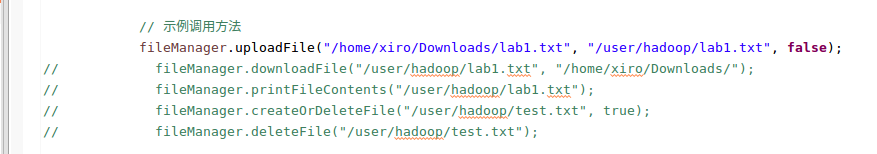 // 示例调用方法
fileManager.uploadFile("/home/xiro/Downloads/lab1.txt", "/user/hadoop/lab1.txt", false);
//            fileManager.downloadFile("/user/hadoop/lab1.txt", "/home/xiro/Downloads/");
//            fileManager.printFileContents("/user/hadoop/lab1.txt");
//            fileManager.createOrDeleteFile("/user/hadoop/test.txt", true);
//            fileManager.deleteFile("/user/hadoop/test.txt");